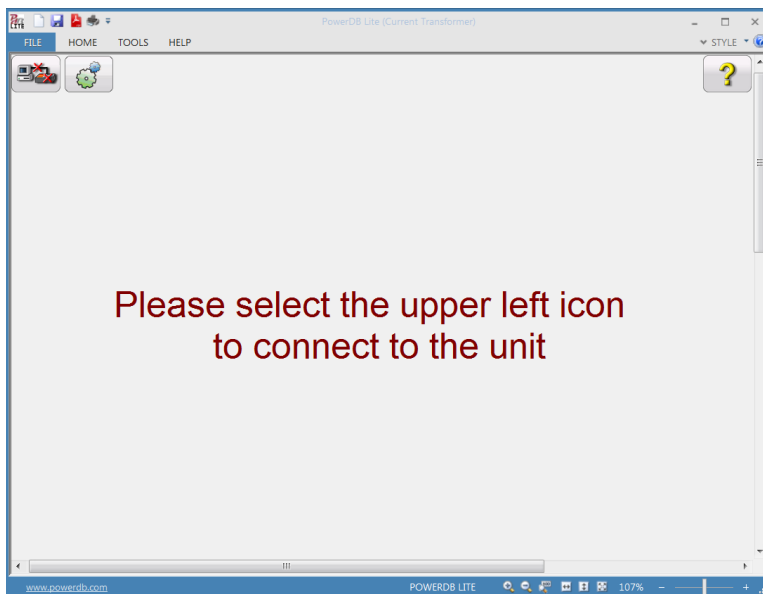 PowerDB Lite (Current Transformer)
FILE HOME TOOLS HELP
STYLE
Please select the upper left icon
to connect to the unit
www.powerdb.com
POWERDB LITE
107%